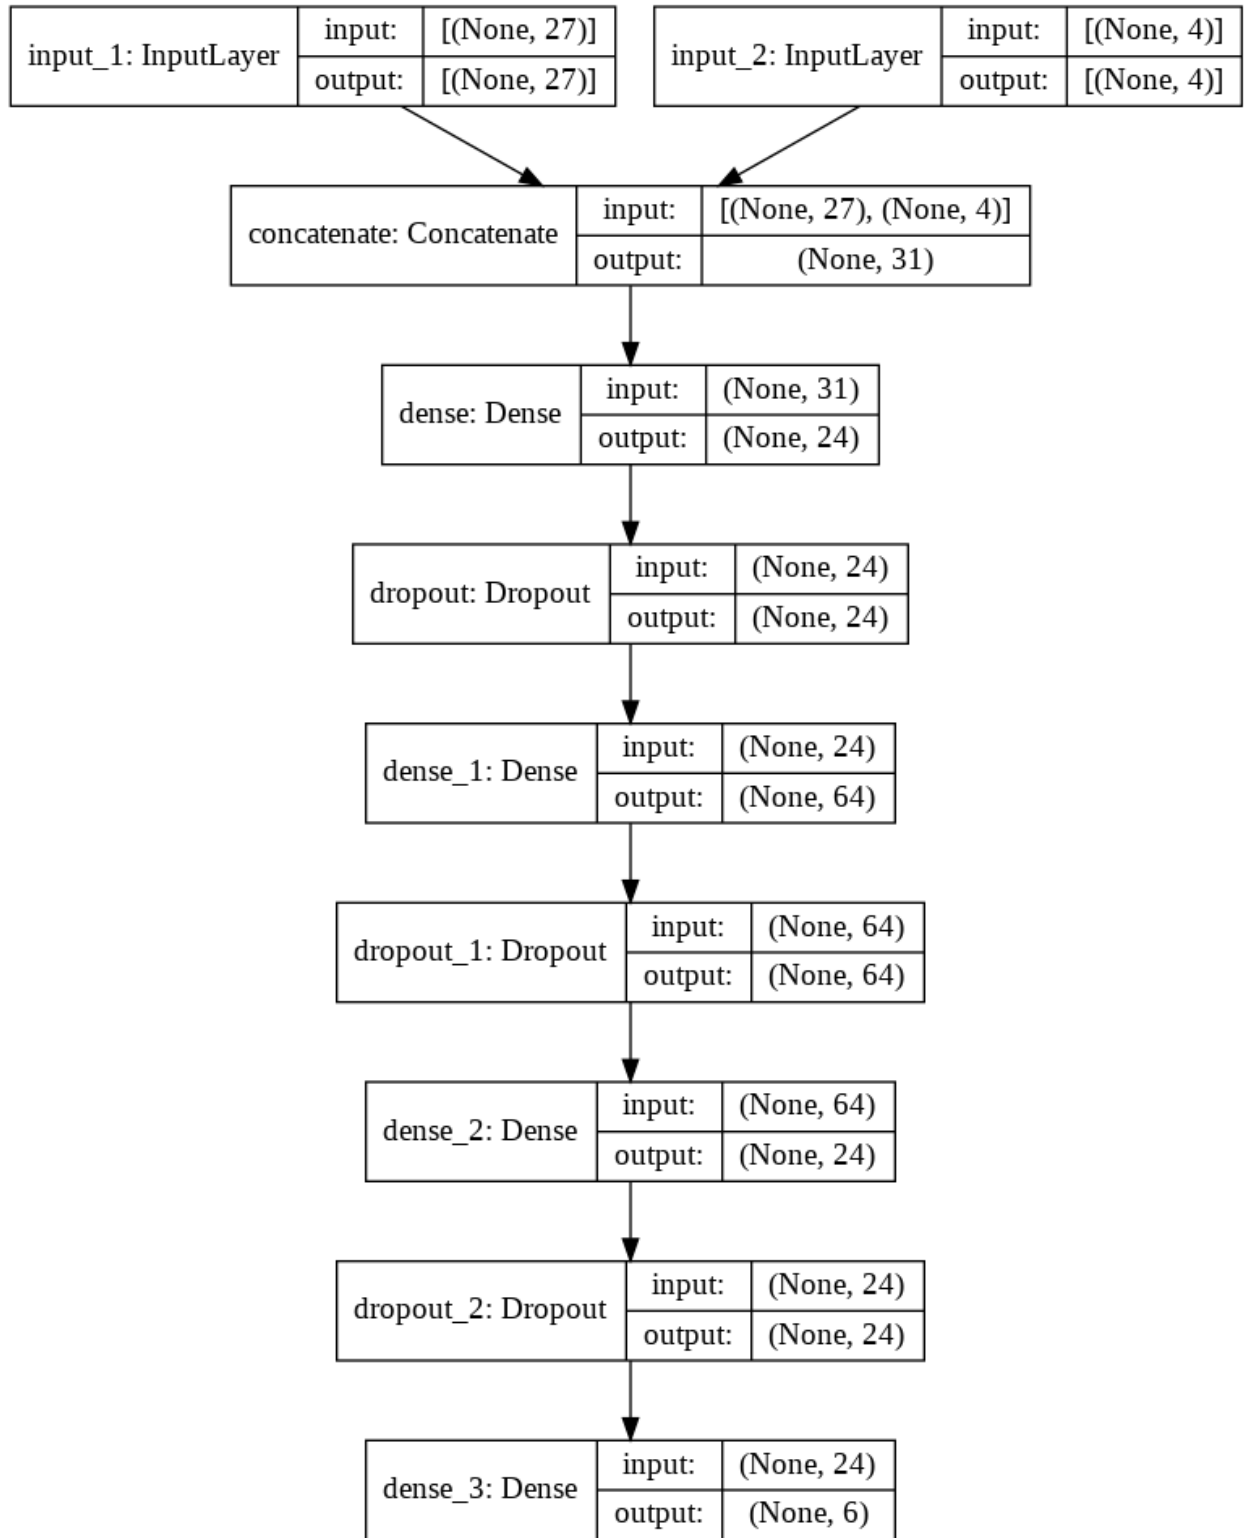 input_1: InputLayer
input: [(None, 27)]
output: [(None, 27)]
input_2: InputLayer
input: [(None, 4)]
output: [(None, 4)]
concatenate: Concatenate
input: [(None, 27), (None, 4)]
output: (None, 31)
dense: Dense
input: (None, 31)
output: (None, 24)
dropout: Dropout
input: (None, 24)
output: (None, 24)
dense_1: Dense
input: (None, 24)
output: (None, 64)
dropout_1: Dropout
input: (None, 64)
output: (None, 64)
dense_2: Dense
input: (None, 64)
output: (None, 24)
dropout_2: Dropout
input: (None, 24)
output: (None, 24)
dense_3: Dense
input: (None, 24)
output: (None, 6)